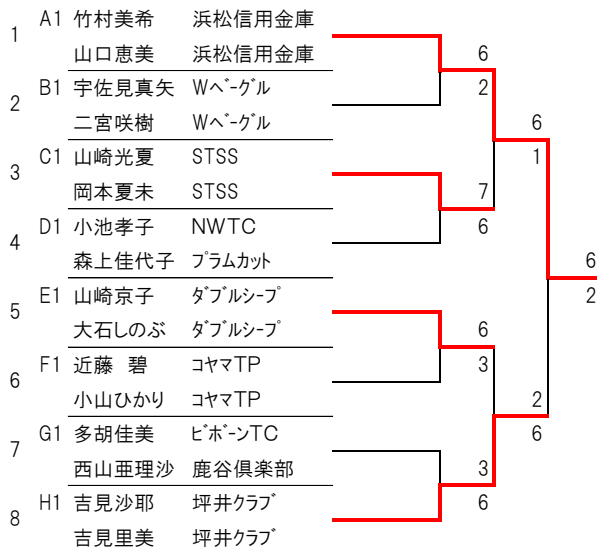 A1 竹村美希 浜松信用金庫
1
山口恵美 浜松信用金庫 6
B1 宇佐見真矢 Wﾍﾞｰｸﾞﾙ 2
2
二宮咲樹 Wﾍﾞｰｸﾞﾙ 6
C1 山崎光夏 STSS 1
3
岡本夏未 STSS 7
D1 小池孝子 NWTC 6
4
森上佳代子 ﾌﾟﾗﾑｶｯﾄ 6
E1 山崎京子 ﾀﾞﾌﾞﾙｼｰﾌﾟ 2
5
大石しのぶ ﾀﾞﾌﾞﾙｼｰﾌﾟ 6
F1 近藤 碧 ｺﾔﾏTP 3
6
小山ひかり ｺﾔﾏTP 2
G1 多胡佳美 ﾋﾞﾎﾞｰﾝTC 6
7
西山亜理沙 鹿谷倶楽部 3
H1 吉見沙耶 坪井ｸﾗﾌﾞ 6
8
吉見里美 坪井ｸﾗﾌﾞ